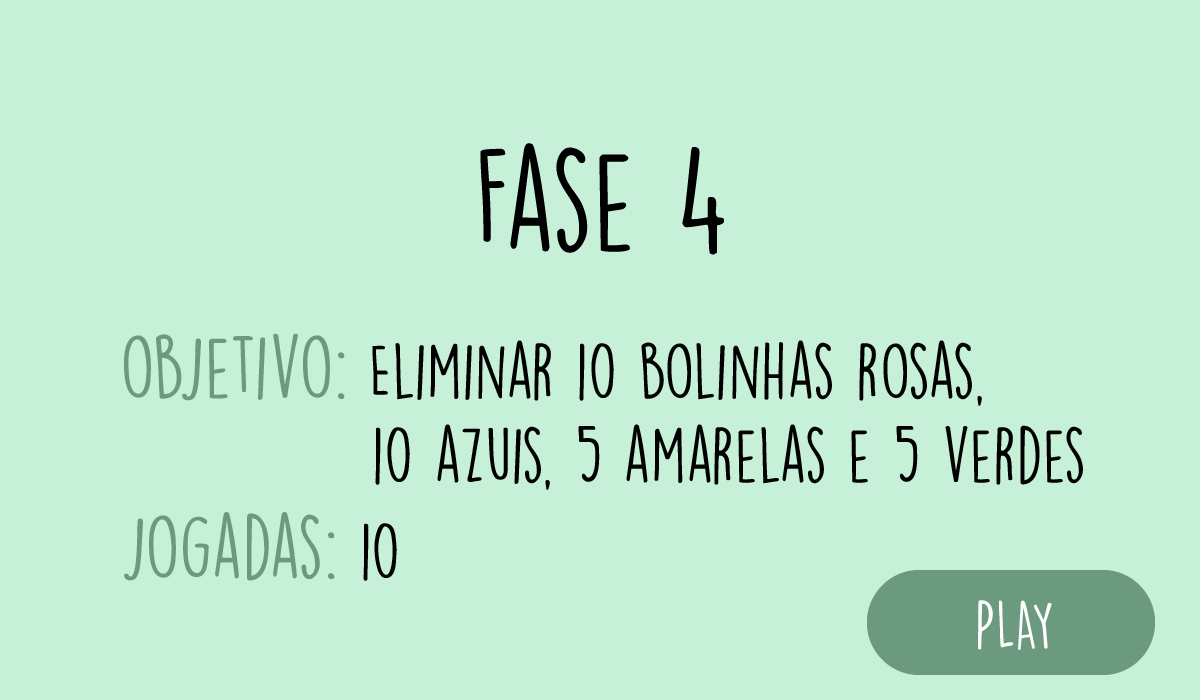 FASE 4
OBJETIVO: ELIMINAR 10 BOLINHAS ROSAS,
10 AZUIS, 5 AMARELAS E 5 VERDES
JOGADAS: 10
PLAY